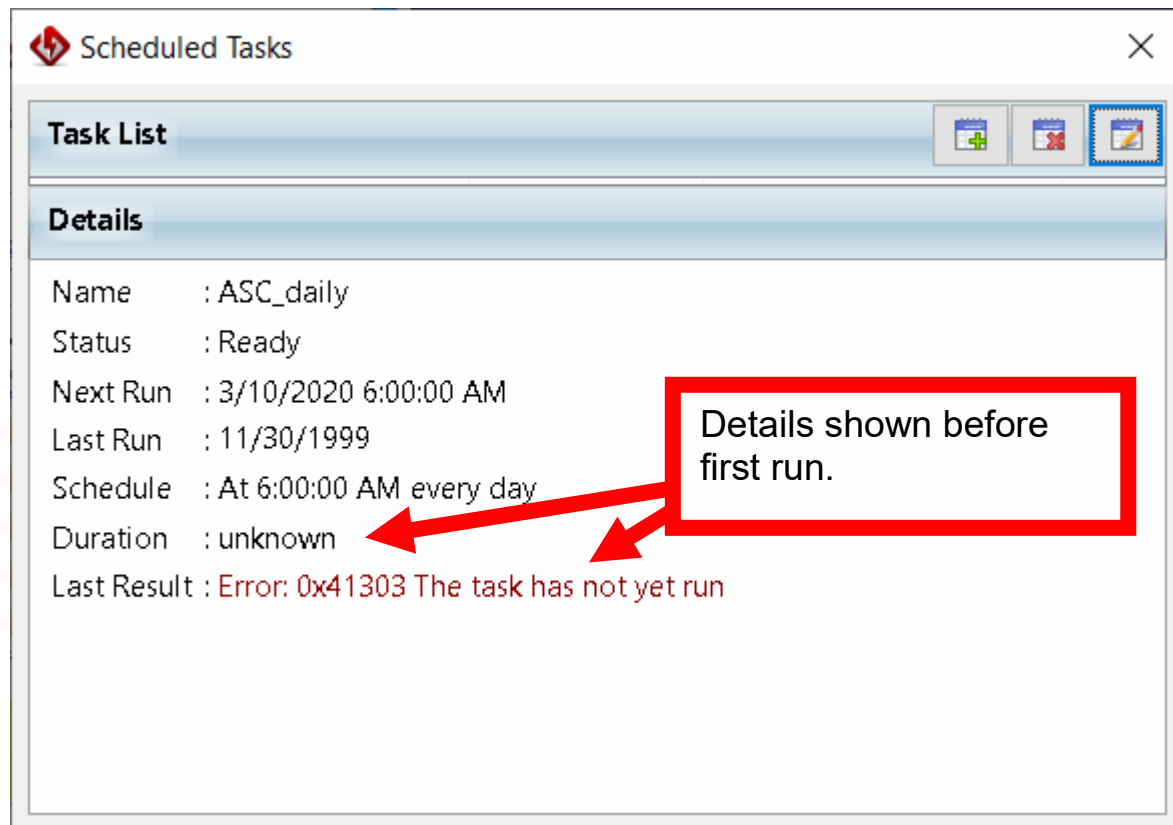 Scheduled Tasks
Task List
Details
Name : ASC_daily
Status : Ready
Next Run : 3/10/2020 6:00:00 AM
Last Run : 11/30/1999
Schedule : At 6:00:00 AM every day
Duration : unknown
Last Result : Error: 0x41303 The task has not yet run
Details shown before
first run.